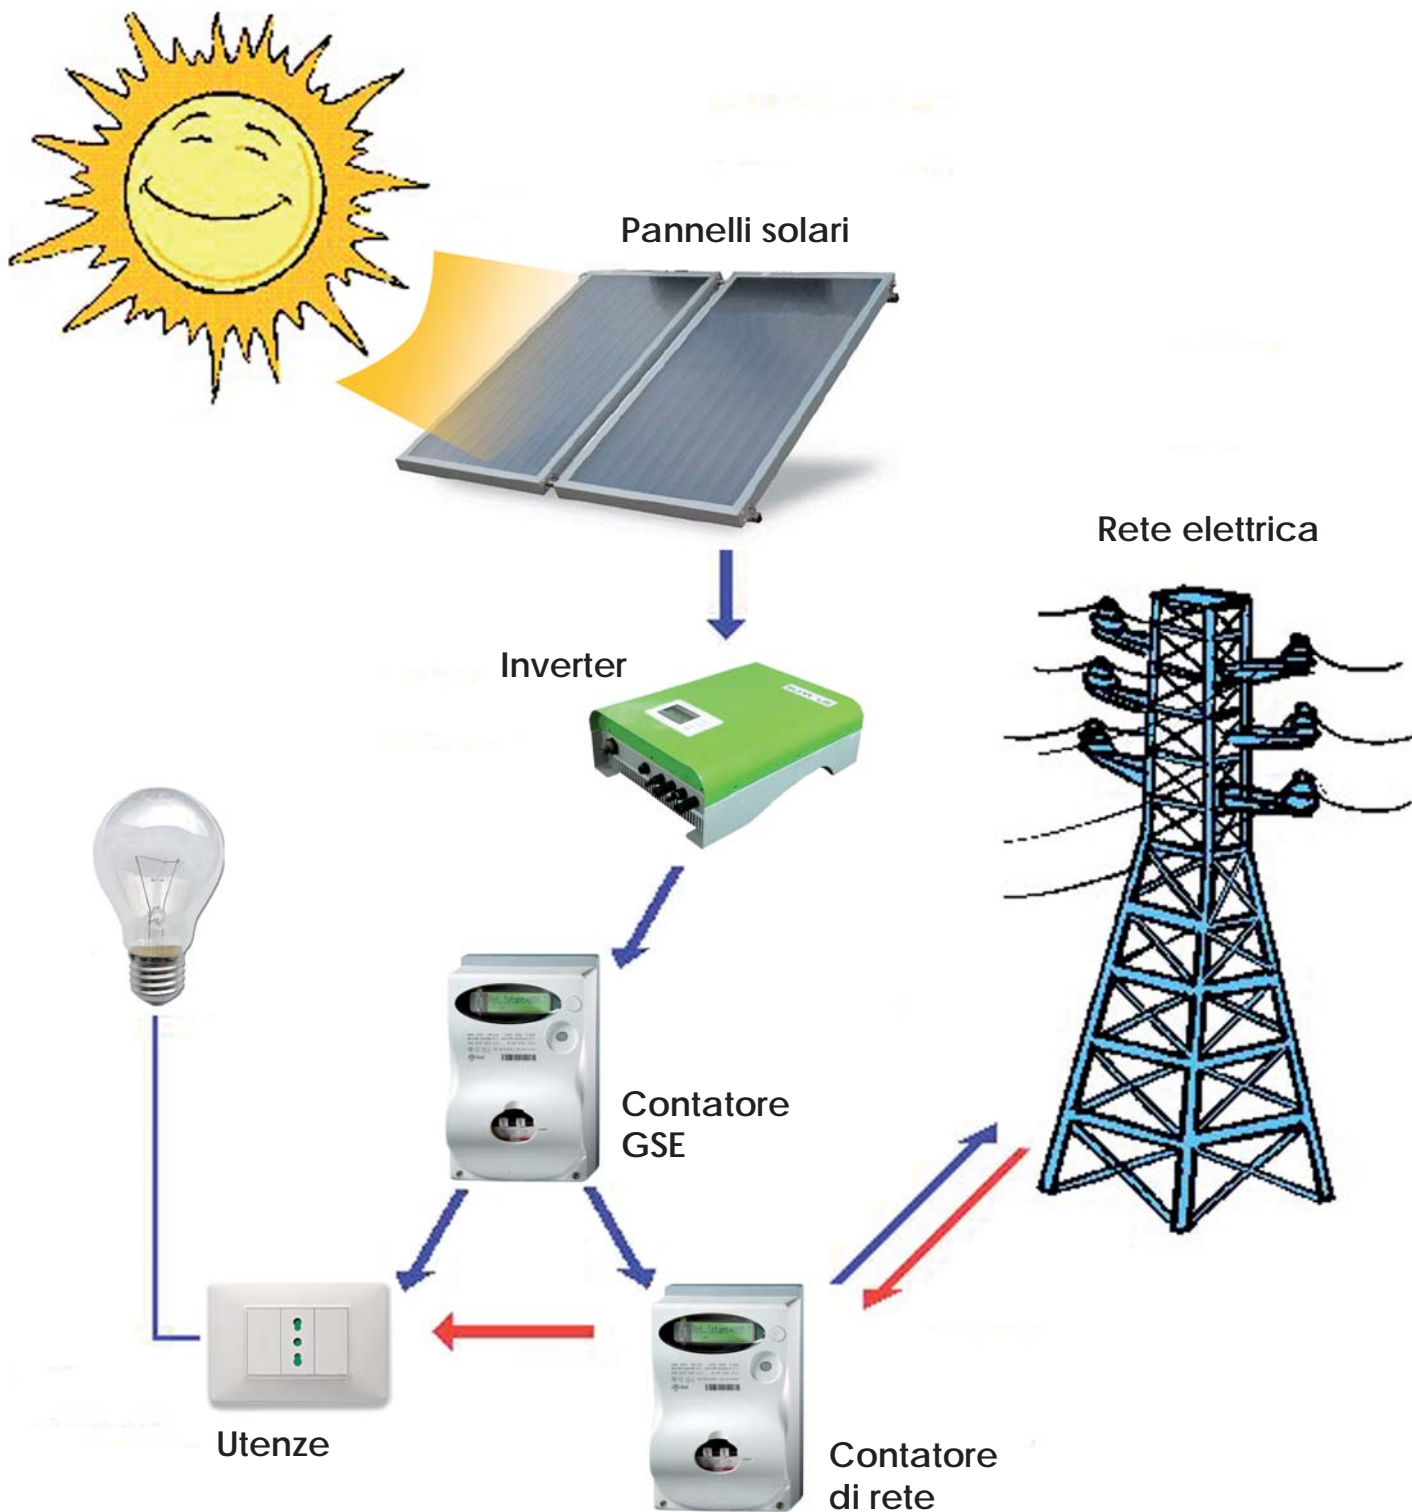 Pannelli solari
Rete elettrica
Inverter
Contatore
GSE
Utenze
Contatore
di rete